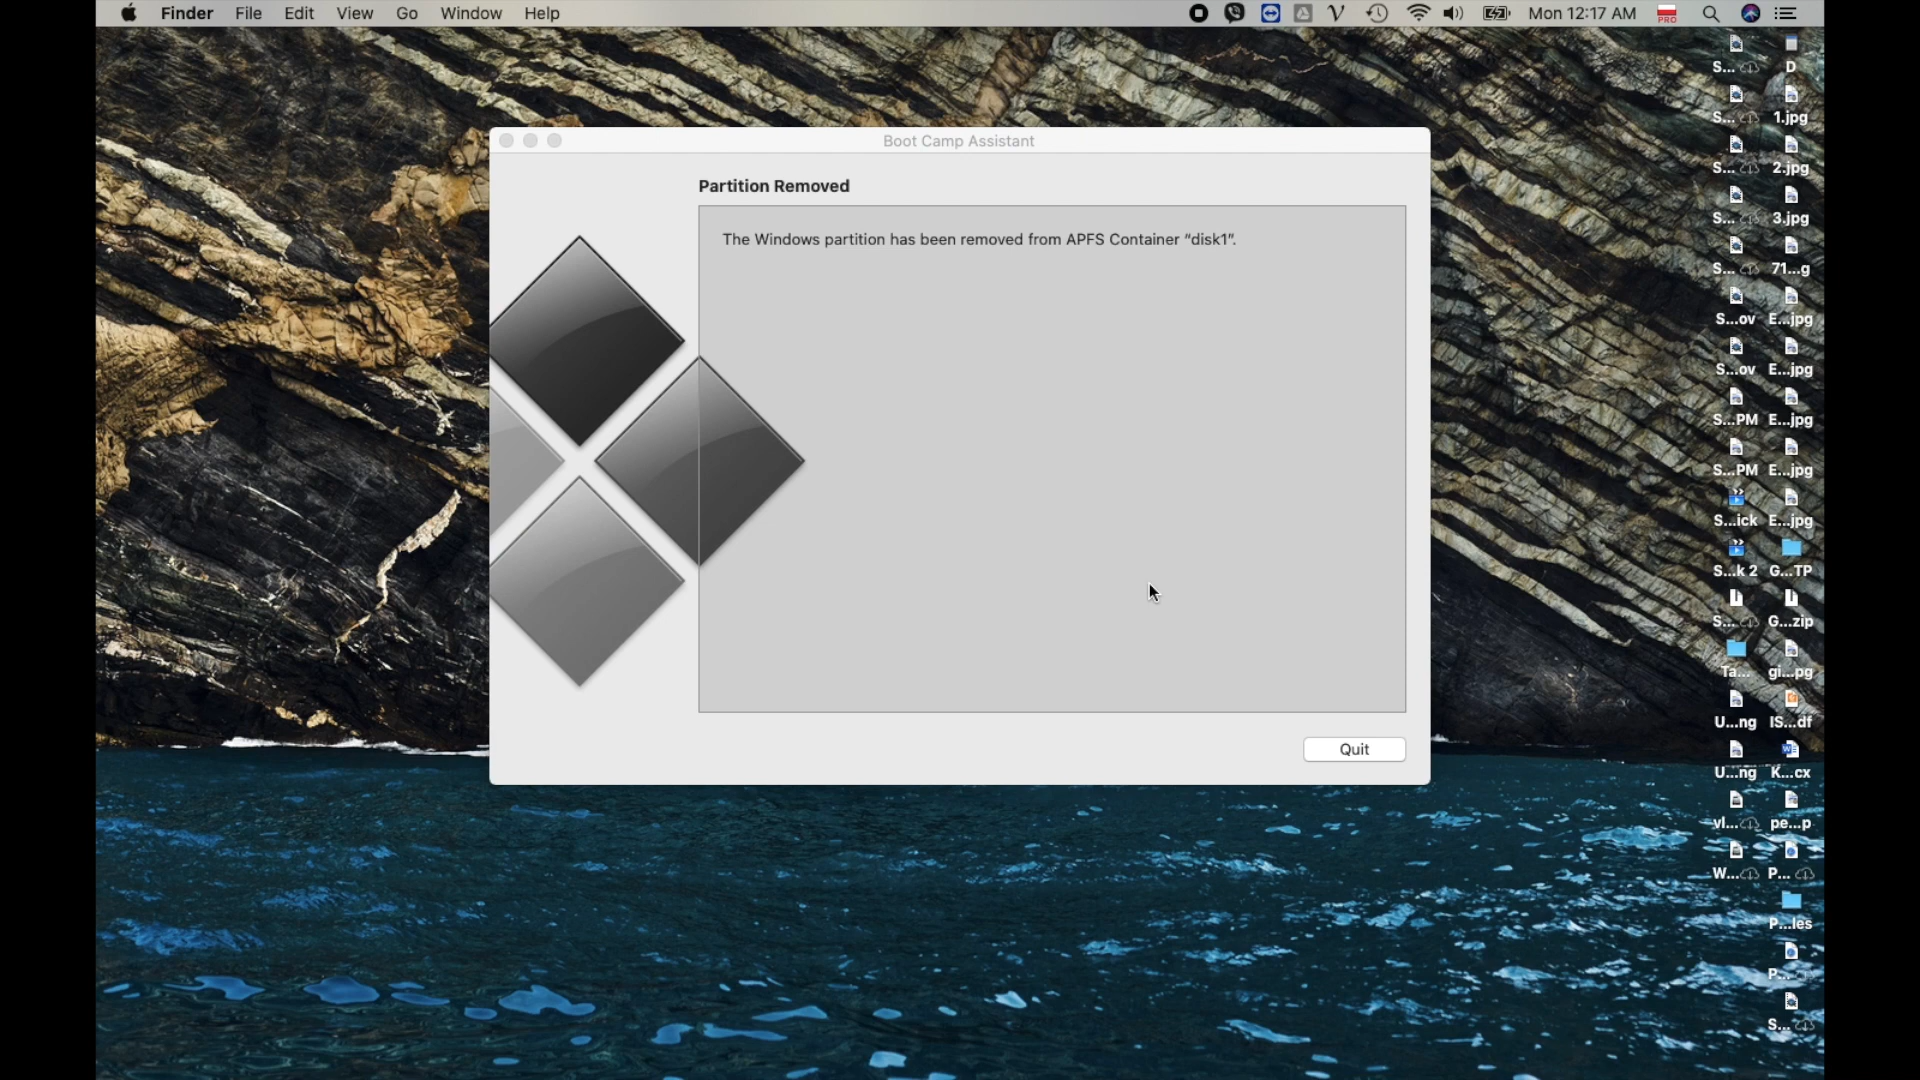 Finder File Edit View Go Window Help
Mon 12:17 AM
PRO
Boot Camp Assistant
Partition Removed
The Windows partition has been removed from APFS Container “disk1”.
Quit
S... D
S... 1.jpg
S... 2.jpg
S... 3.jpg
S... 71...g
S...ov E...jpg
S...ov E...jpg
S...PM E...jpg
S...PM E...jpg
S...ick E...jpg
S...k 2 G...TP
S... G...zip
Ta... gi...pg
U...ng IS...df
U...ng K...cx
vl... pe...p
W... P...
P...les
P...
S...